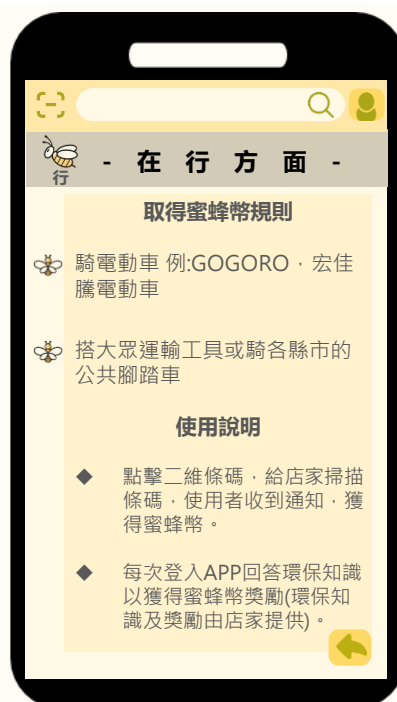 - 在 行 方 面 -
行
取得蜜蜂幣規則
騎電動車 例:GOGORO，宏佳
騰電動車
搭大眾運輸工具或騎各縣市的
公共腳踏車
使用說明
點擊二維條碼，給店家掃描
條碼，使用者收到通知，獲
得蜜蜂幣。
每次登入APP回答環保知識
以獲得蜜蜂幣獎勵(環保知
識及獎勵由店家提供)。